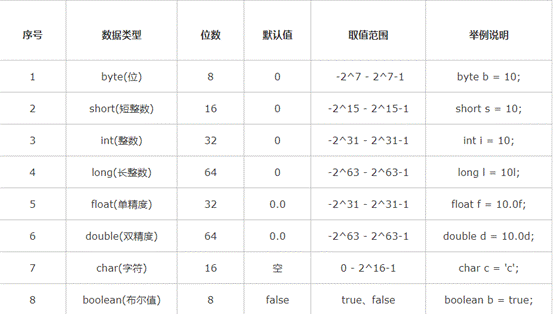 序号 数据类型 位数 默认值 取值范围 举例说明
1 byte(位) 8 0 -2^7 - 2^7-1 byte b = 10;
2 short(短整数) 16 0 -2^15 - 2^15-1 short s = 10;
3 int(整数) 32 0 -2^31 - 2^31-1 int i = 10;
4 long(长整数) 64 0 -2^63 - 2^63-1 long l = 10l;
5 float(单精度) 32 0.0 -2^31 - 2^31-1 float f = 10.0f;
6 double(双精度) 64 0.0 -2^63 - 2^63-1 double d = 10.0d;
7 char(字符) 16 空 0 - 2^16-1 char c = 'c';
8 boolean(布尔值) 8 false true、false boolean b = true;